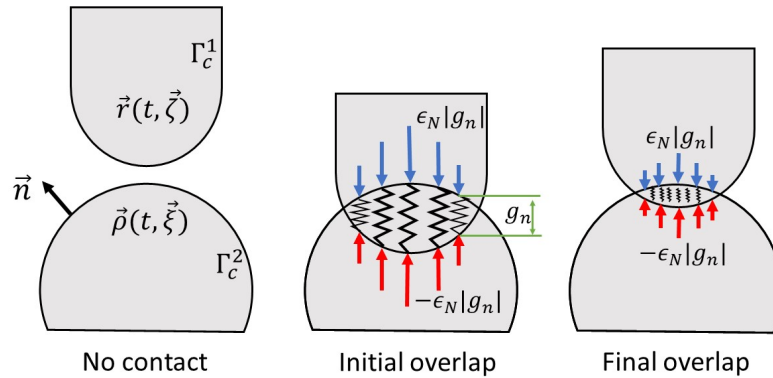 Γ_c^1
r⃗(t, ζ⃗)
n⃗
ρ⃗(t, ξ⃗)
Γ_c^2
No contact
ϵ_N|g_n|
g_n
−ϵ_N|g_n|
Initial overlap
ϵ_N|g_n|
−ϵ_N|g_n|
Final overlap